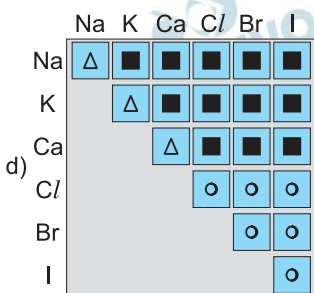 Na K Ca Cl Br I
Na △ ■ ■ ■ ■ ■
K △ ■ ■ ■ ■
Ca △ ■ ■ ■
d)
Cl o o o
Br o o
I o